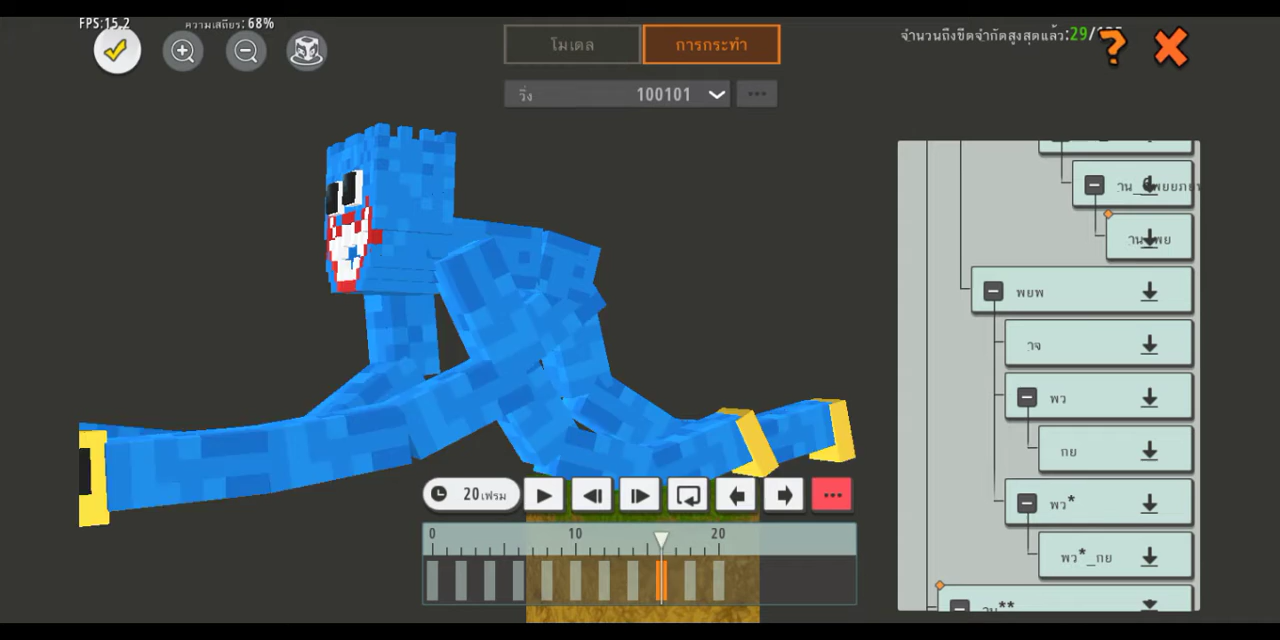 FPS:15.2
ความเสถียร: 68%
โมเดล
การกระทำ
จำนวนถึงขีดจำกัดสูงสุดแล้ว:29/
วิ่ง 100101
พยพ
าจ
พว
กย
พว*
พว*_กย
20เฟรม
0 10 20